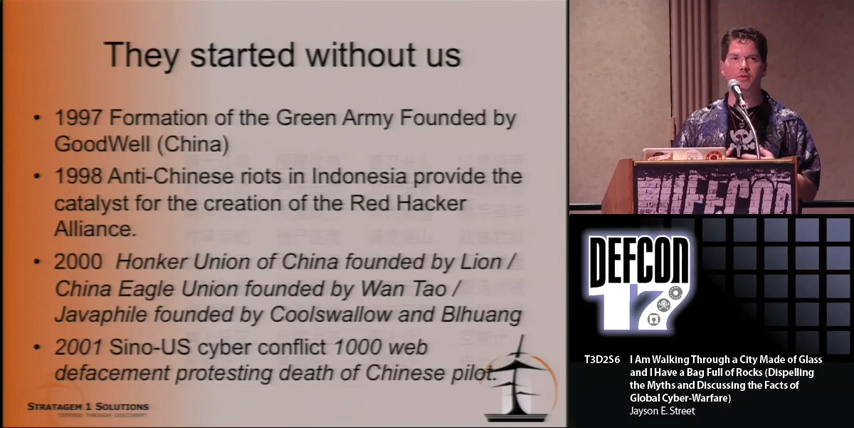 They started without us
• 1997 Formation of the Green Army Founded by
GoodWell (China)
• 1998 Anti-Chinese riots in Indonesia provide the
catalyst for the creation of the Red Hacker
Alliance.
• 2000 Honker Union of China founded by Lion /
China Eagle Union founded by Wan Tao /
Javaphile founded by Coolswallow and Blhuang
• 2001 Sino-US cyber conflict 1000 web
defacement protesting death of Chinese pilot.
STRATAGEM 1 SOLUTIONS
DEFCON
DEFCON
17
T3D2S6 I Am Walking Through a City Made of Glass
and I Have a Bag Full of Rocks (Dispelling
the Myths and Discussing the Facts of
Global Cyber-Warfare)
Jayson E. Street